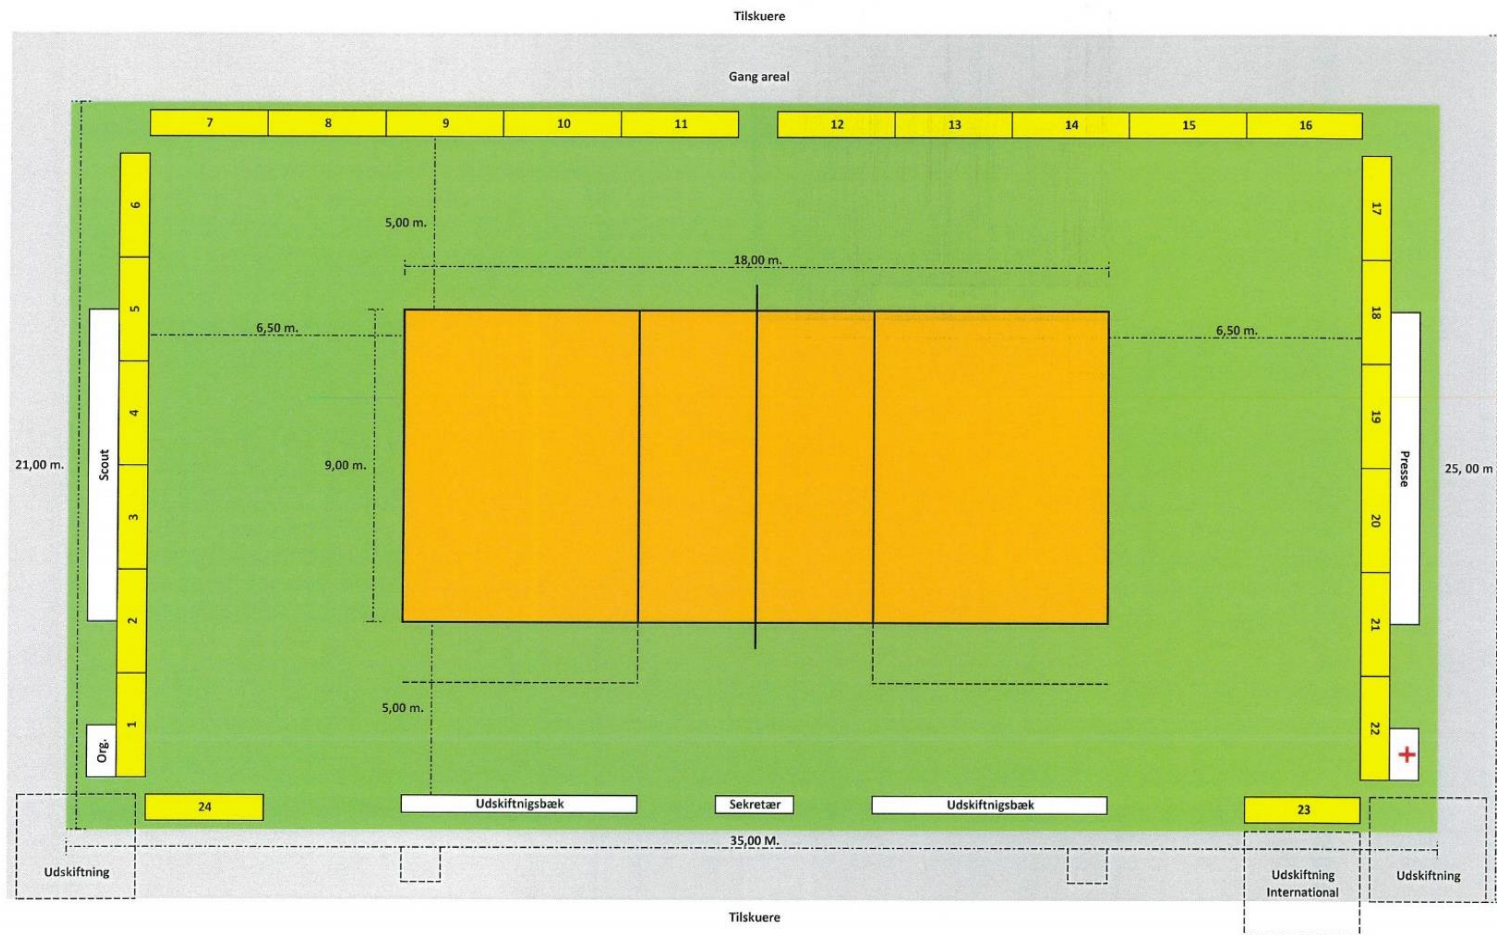 Tilskuere
Gang areal
7 8 9 10 11 12 13 14 15 16
6
5
4
3
2
1
17
18
19
20
21
22
5,00 m.
18,00 m.
6,50 m.
6,50 m.
21,00 m.
Scout
9,00 m.
Presse
25, 00 m
5,00 m.
Org.
+
24
Udskiftnigsbæk
Sekretær
Udskiftnigsbæk
23
35,00 M.
Udskiftning
Udskiftning
International
Udskiftning
Tilskuere